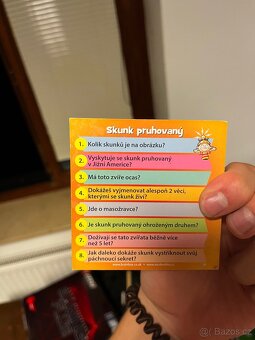 Skunk pruhovaný
1. Kolik skunků je na obrázku?
2. Vyskytuje se skunk pruhovaný
v Jižní Americe?
3. Má toto zvíře ocas?
4. Dokážeš vyjmenovat alespoň 2 věci,
kterými se skunk živí?
5. Jde o masožravce?
6. Je skunk pruhovaný ohroženým druhem?
7. Dožívají se tato zvířata běžně více
než 5 let?
8. Jak daleko dokáže skunk vystříknout svůj
páchnoucí sekret?